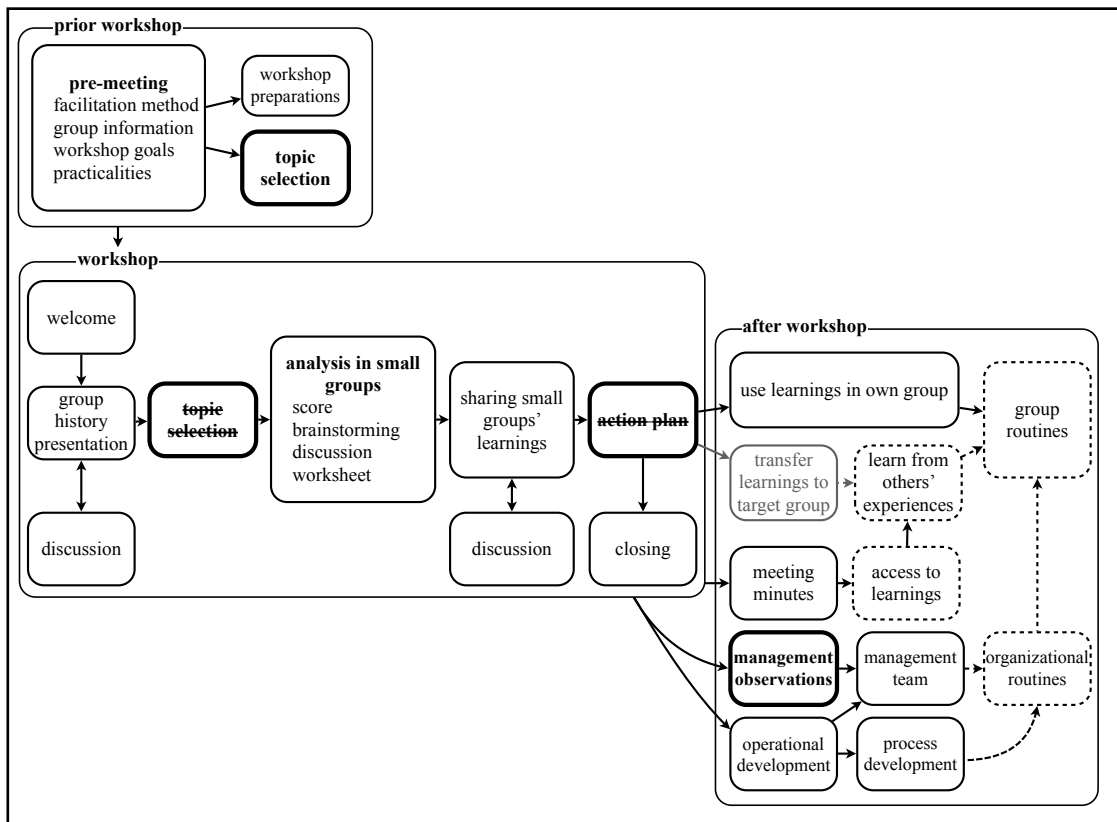 prior workshop
pre-meeting
facilitation method
group information
workshop goals
practicalities
workshop
preparations
topic
selection
workshop
welcome
group
history
presentation
discussion
topic
selection
analysis in small
groups
score
brainstorming
discussion
worksheet
sharing small
groups’
learnings
discussion
action plan
closing
after workshop
use learnings in own group
group
routines
transfer
learnings to
target group
learn from
others’
experiences
meeting
minutes
access to
learnings
management
observations
management
team
organizational
routines
operational
development
process
development